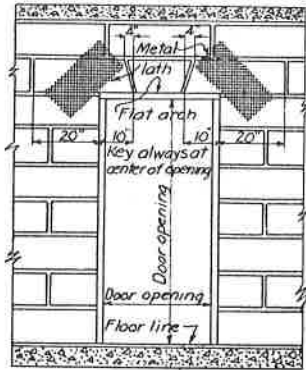 4" 4"
Metal
lath
Flat arch
20" 10" 10" 20"
Key always at
center of opening
Door opening
Door opening
Floor line